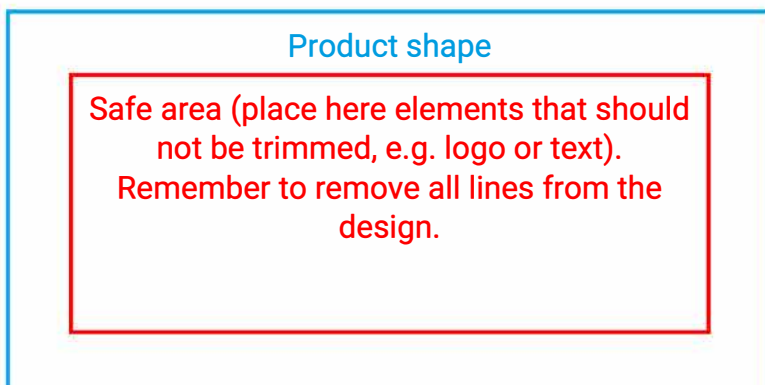 Product shape
Safe area (place here elements that should
not be trimmed, e.g. logo or text).
Remember to remove all lines from the
design.